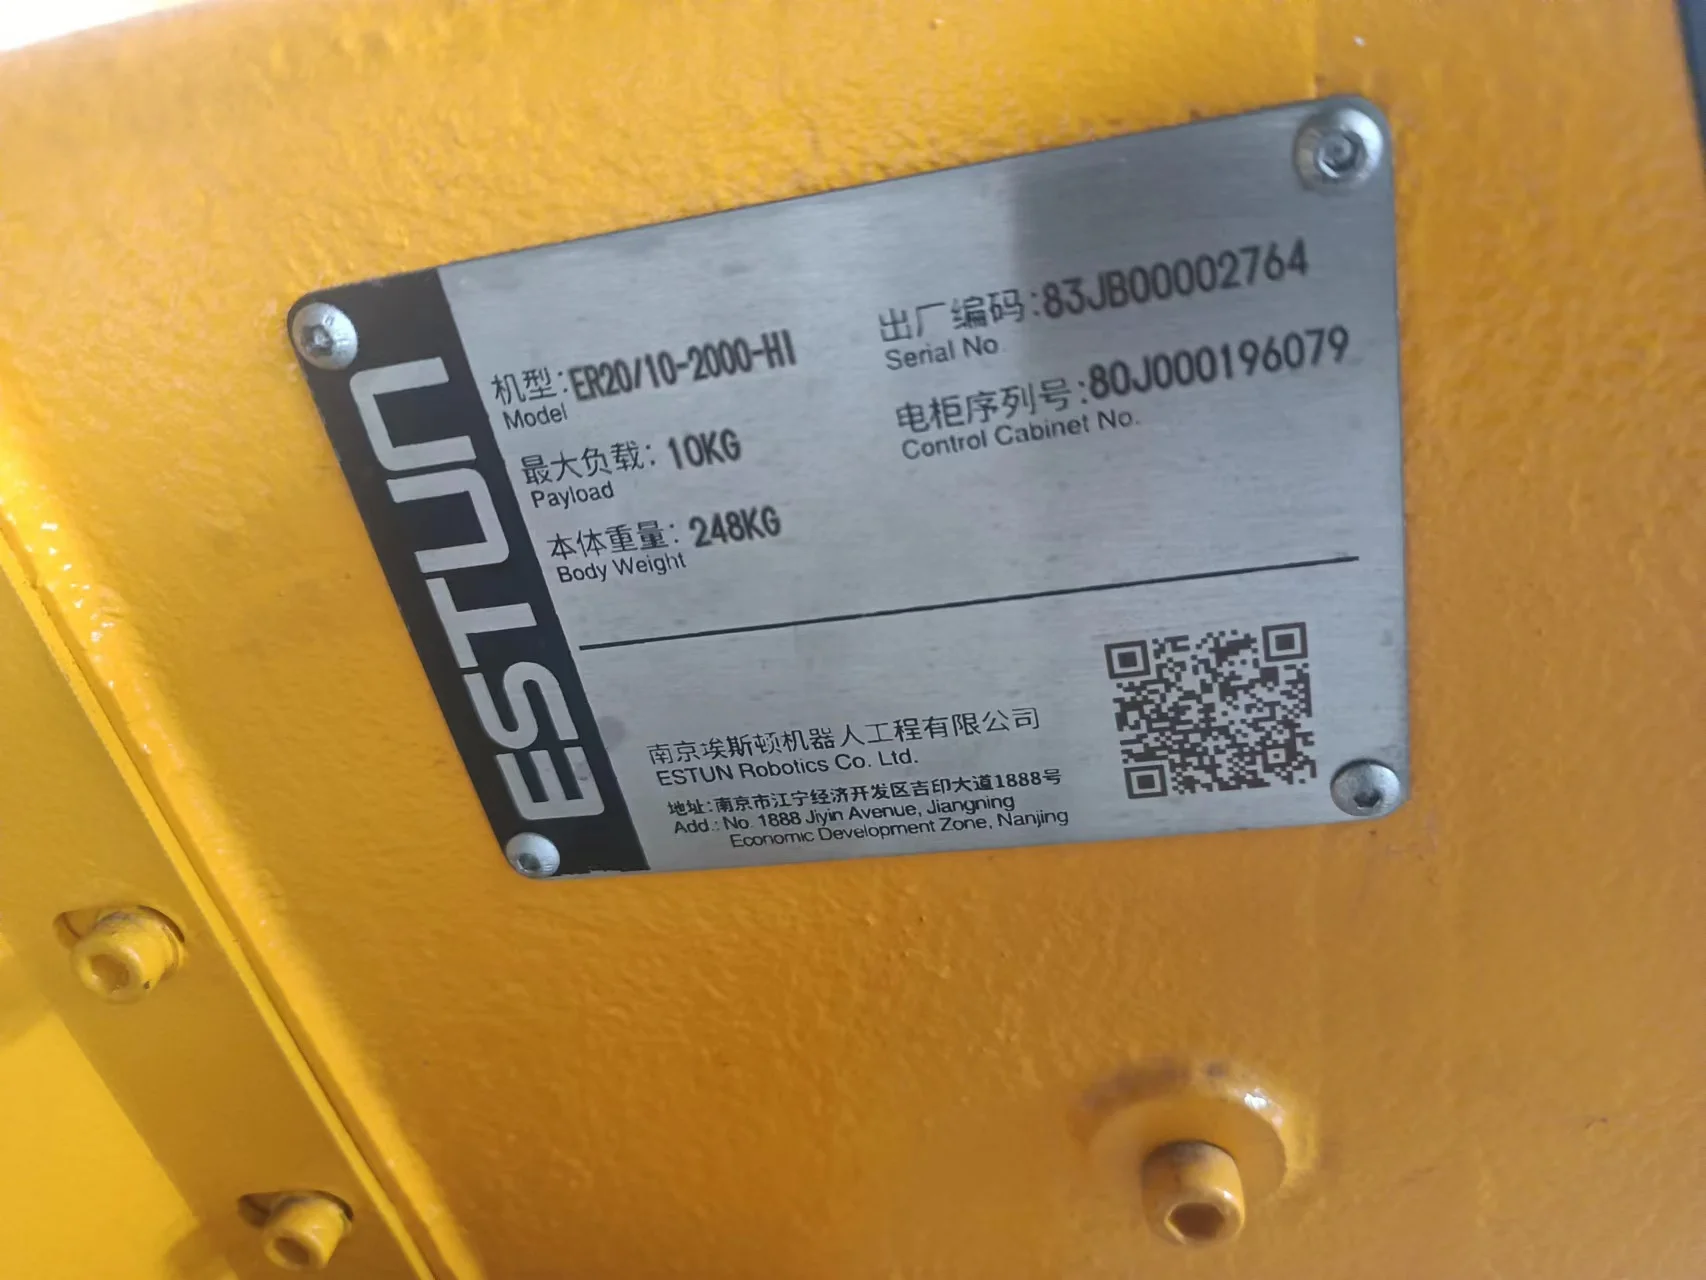 ESTUN
机型:ER20/10-2000-HI
Model
最大负载: 10KG
Payload
本体重量: 248KG
Body Weight
出厂编码:83JB00002764
Serial No
电柜序列号:80J000196079
Control Cabinet No.
南京埃斯顿机器人工程有限公司
ESTUN Robotics Co. Ltd.
地址:南京市江宁经济开发区吉印大道1888号
Add.: No. 1888 Jiyin Avenue, Jiangning
Economic Development Zone, Nanjing